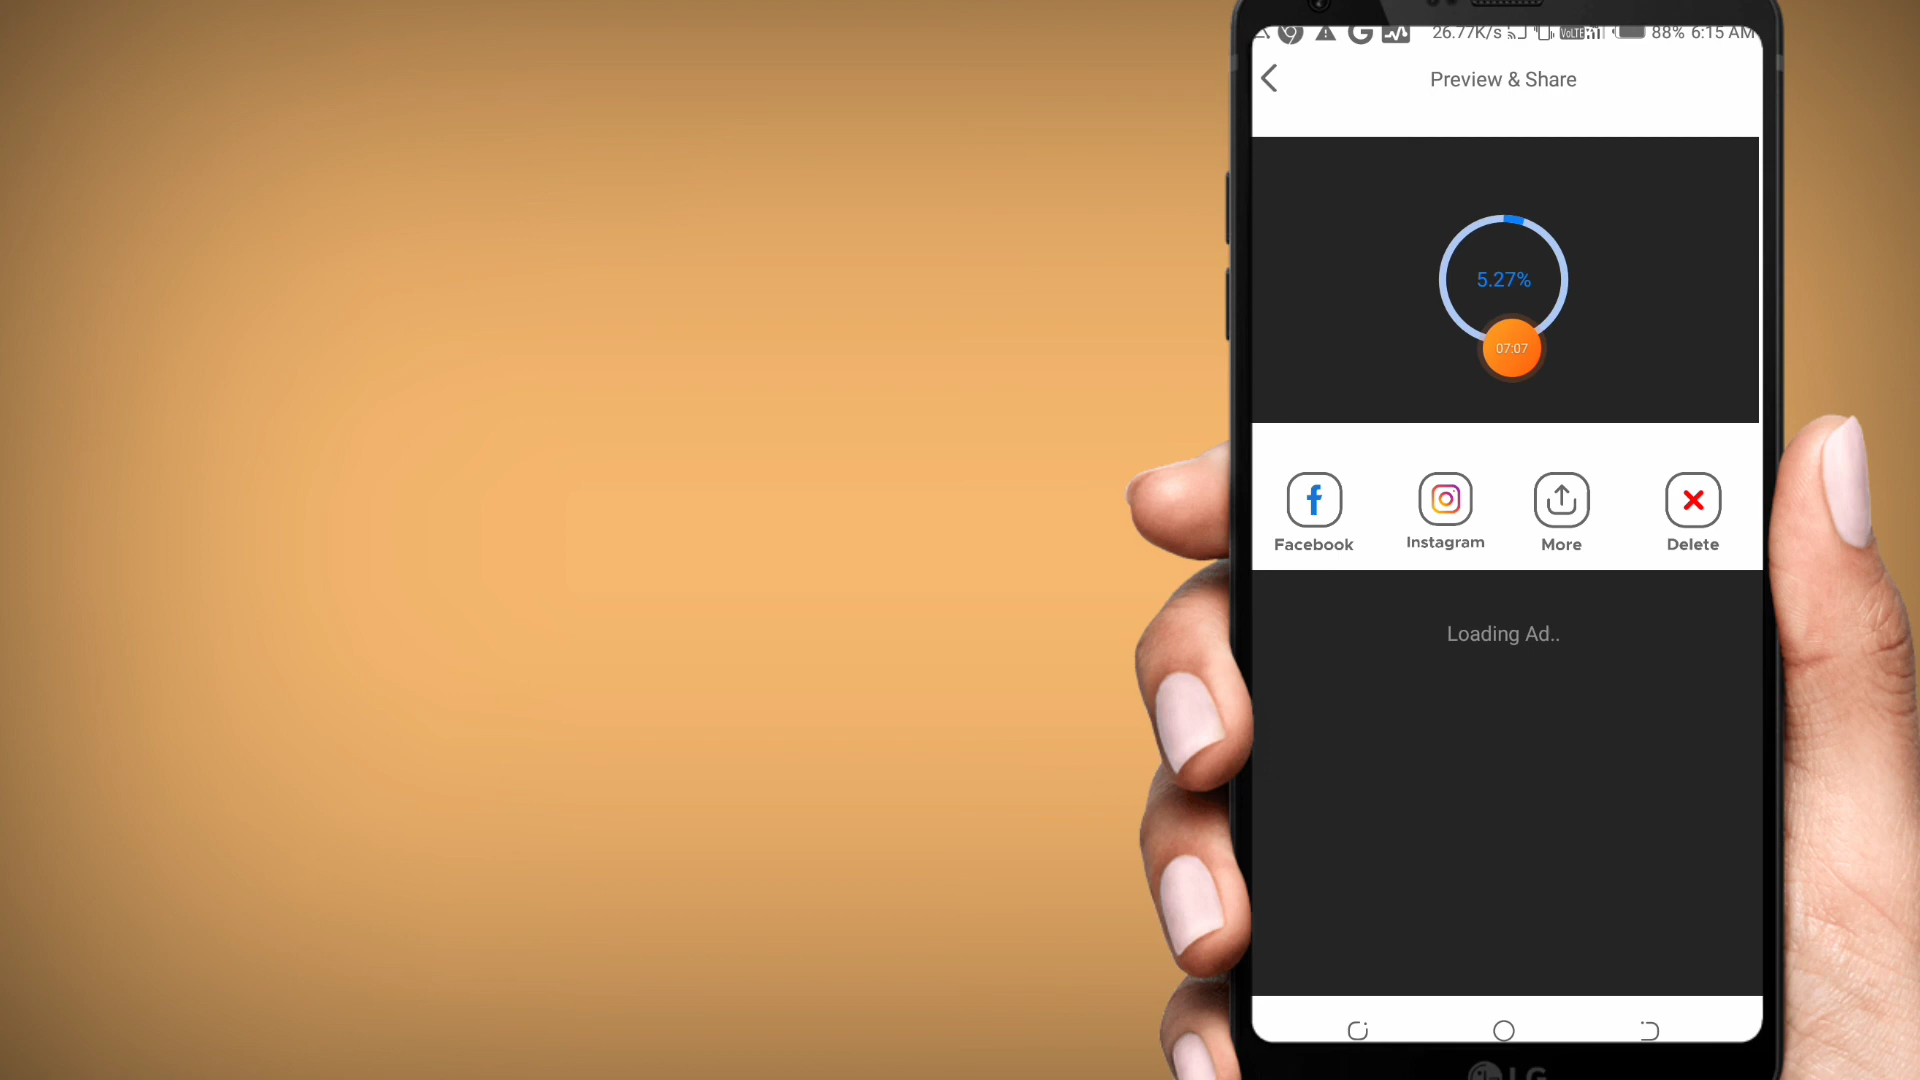 26.77K/s VoLTE 88% 6:15 AM
Preview & Share
5.27%
07:07
Facebook
Instagram
More
Delete
Loading Ad..
LG